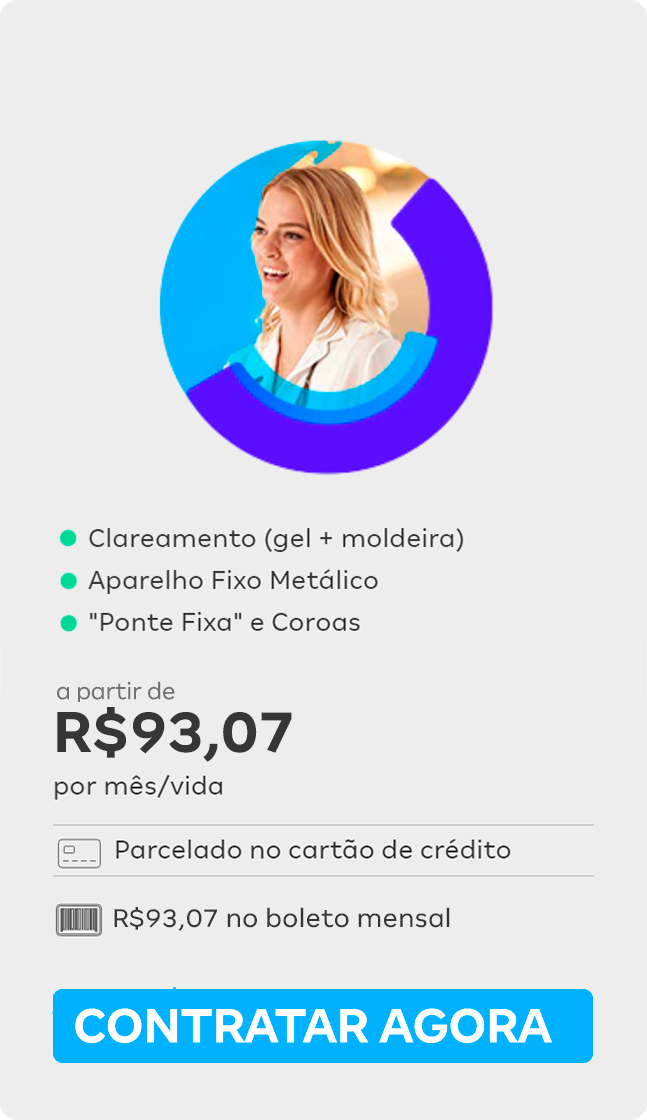 Clareamento (gel + moldeira)
Aparelho Fixo Metálico
"Ponte Fixa" e Coroas
a partir de
R$93,07
por mês/vida
Parcelado no cartão de crédito
R$93,07 no boleto mensal
CONTRATAR AGORA